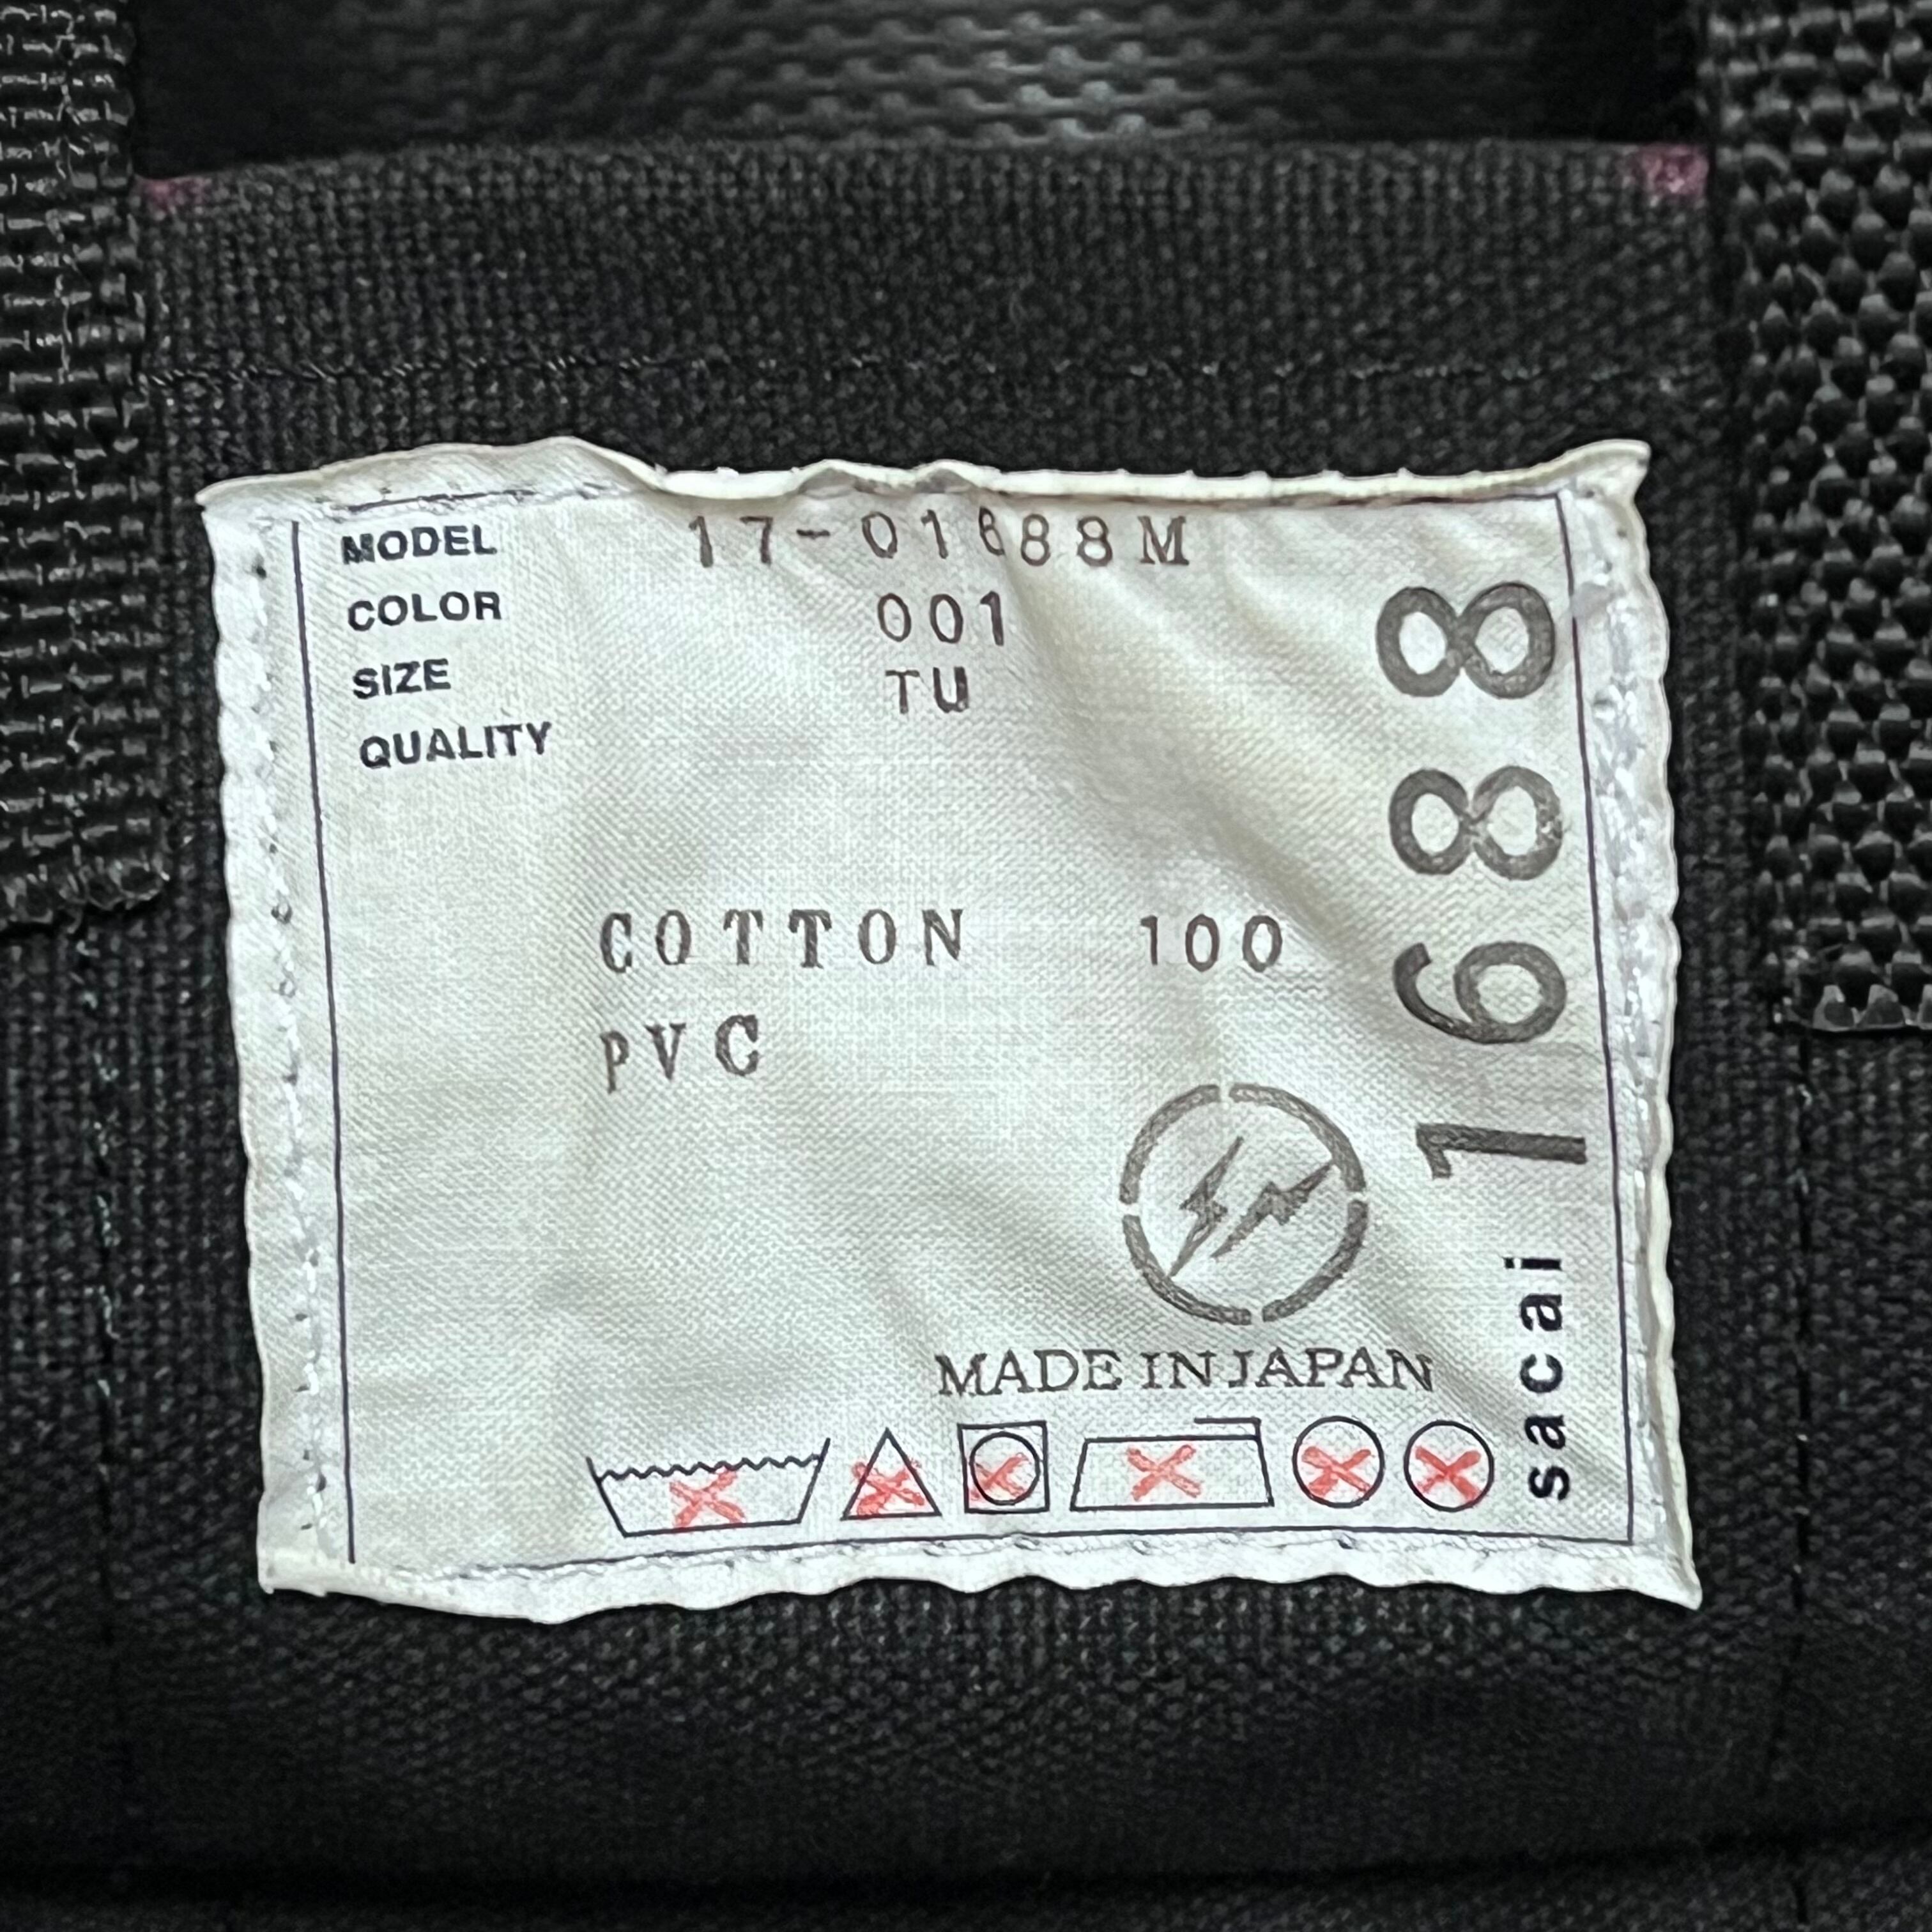 MODEL 17-01688M
COLOR 001
SIZE TU
QUALITY
COTTON 100
PVC
MADE IN JAPAN
sacai 1688